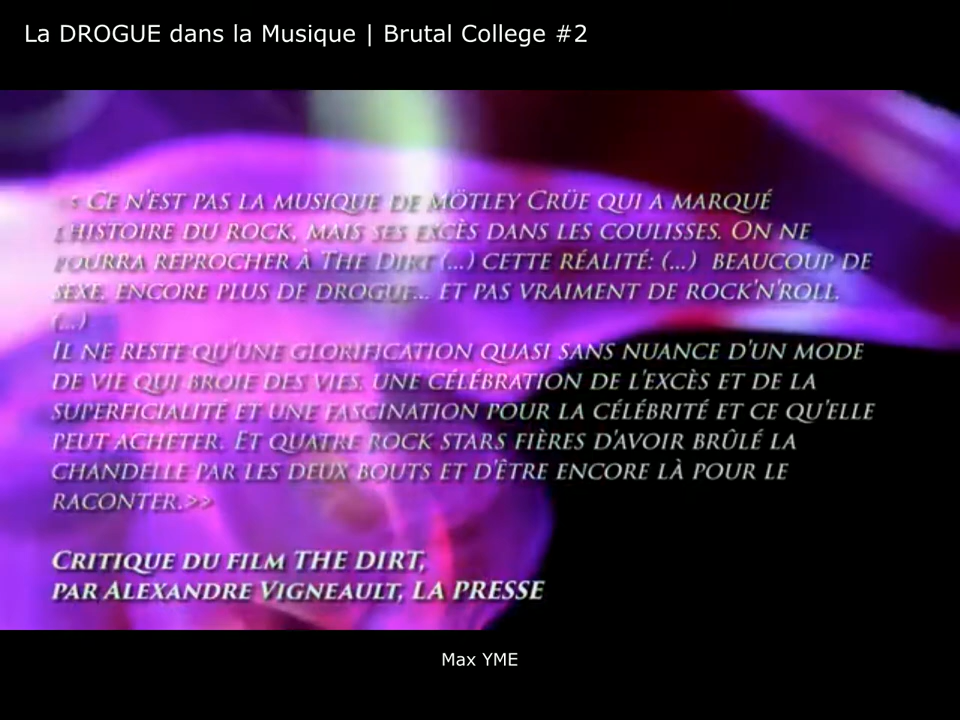 La DROGUE dans la Musique | Brutal College #2
<< CE N'EST PAS LA MUSIQUE DE MÖTLEY CRÜE QUI A MARQUÉ
L'HISTOIRE DU ROCK, MAIS SES EXCÈS DANS LES COULISSES. ON NE
POURRA REPROCHER À THE DIRT (...) CETTE RÉALITÉ: (...) BEAUCOUP DE
SEXE, ENCORE PLUS DE DROGUE... ET PAS VRAIMENT DE ROCK'N'ROLL.
(...)
IL NE RESTE QU'UNE GLORIFICATION QUASI SANS NUANCE D'UN MODE
DE VIE QUI BROIE DES VIES, UNE CÉLÉBRATION DE L'EXCÈS ET DE LA
SUPERFICIALITÉ ET UNE FASCINATION POUR LA CÉLÉBRITÉ ET CE QU'ELLE
PEUT ACHETER. ET QUATRE ROCK STARS FIÈRES D'AVOIR BRÛLÉ LA
CHANDELLE PAR LES DEUX BOUTS ET D'ÊTRE ENCORE LÀ POUR LE
RACONTER.>>
CRITIQUE DU FILM THE DIRT,
PAR ALEXANDRE VIGNEAULT, LA PRESSE
Max YME